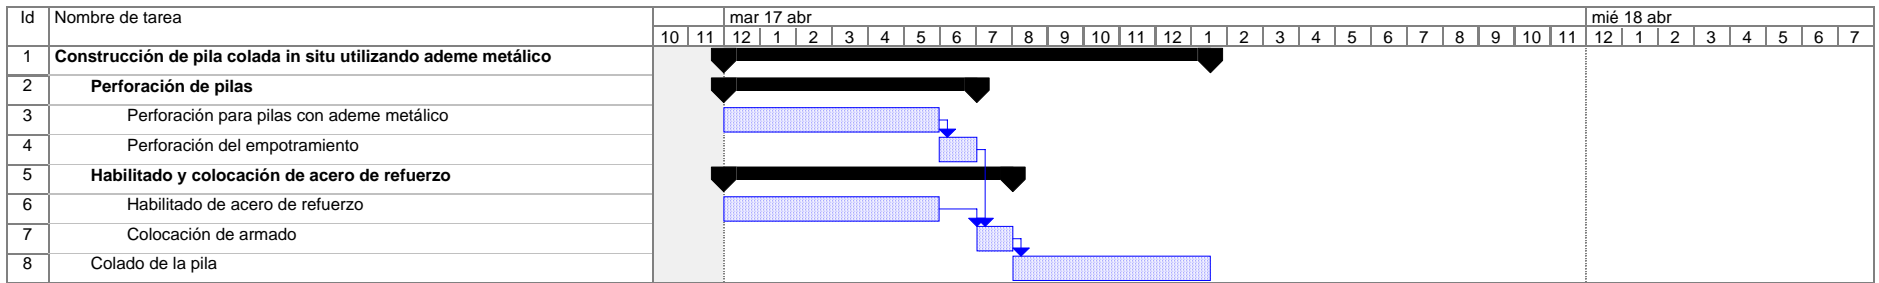 Id Nombre de tarea mar 17 abr mié 18 abr
10 11 12 1 2 3 4 5 6 7 8 9 10 11 12 1 2 3 4 5 6 7 8 9 10 11 12 1 2 3 4 5 6 7
1 Construcción de pila colada in situ utilizando ademe metálico
2 Perforación de pilas
3 Perforación para pilas con ademe metálico
4 Perforación del empotramiento
5 Habilitado y colocación de acero de refuerzo
6 Habilitado de acero de refuerzo
7 Colocación de armado
8 Colado de la pila